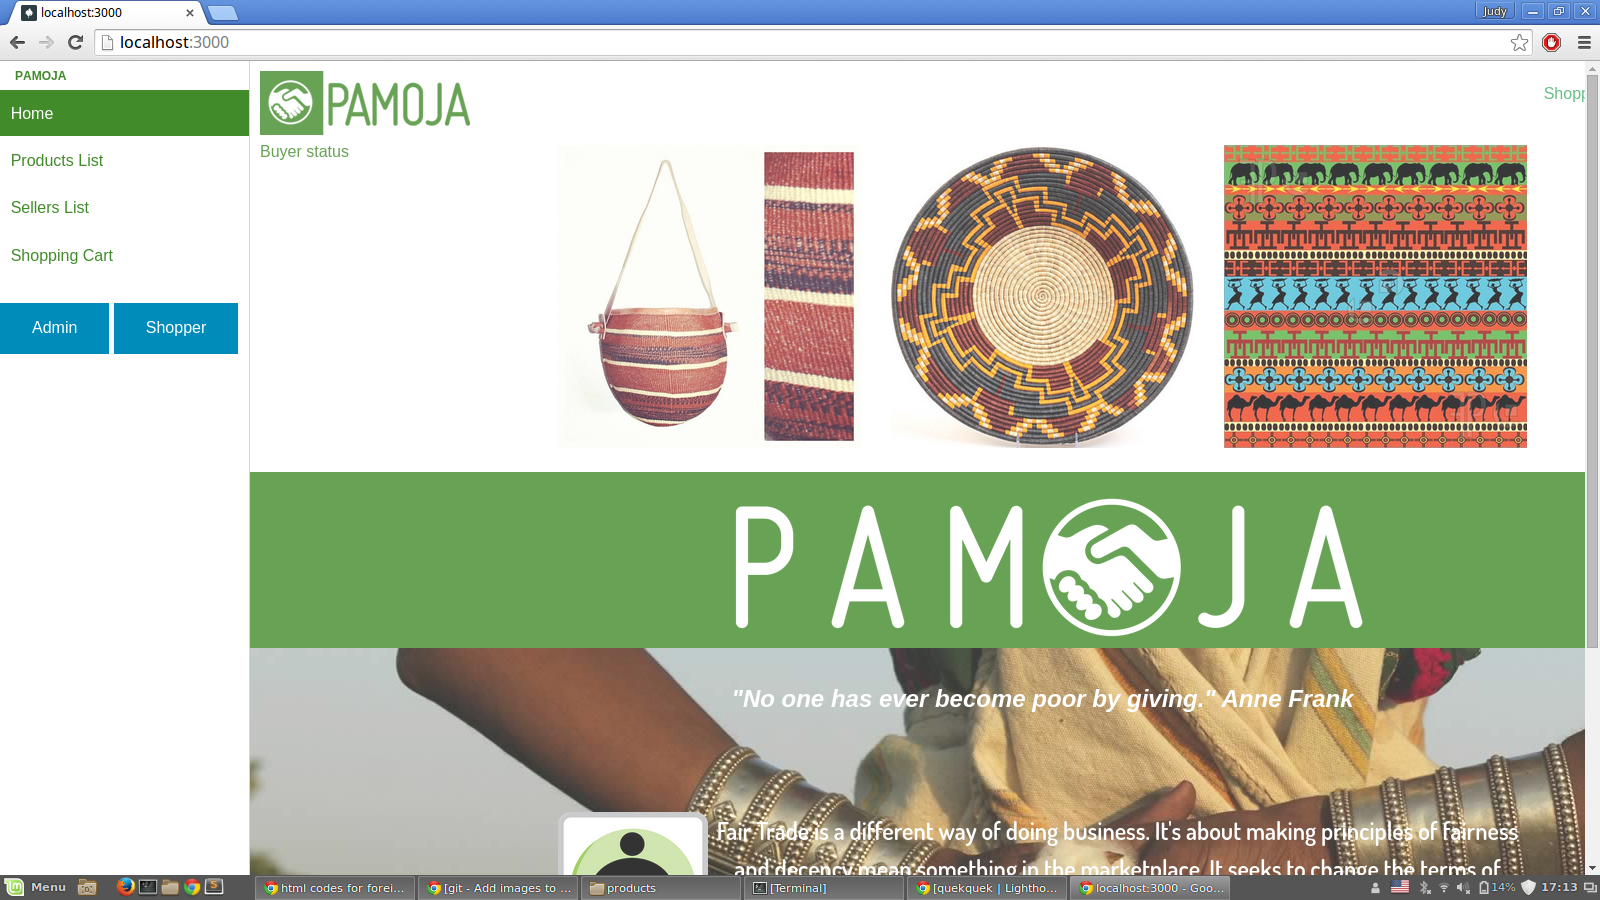 localhost:3000
Judy
localhost:3000
PAMOJA
Home
Products List
Sellers List
Shopping Cart
Admin
Shopper
PAMOJA
Shopp
Buyer status
PAMOJA
"No one has ever become poor by giving." Anne Frank
Fair Trade is a different way of doing business. It's about making principles of fairness
and decency mean something in the marketplace. It seeks to change the terms of
Menu
html codes for forei...
[git - Add images to ...
products
[Terminal]
[quekquek | Lightho...
localhost:3000 - Goo...
14%
17:13